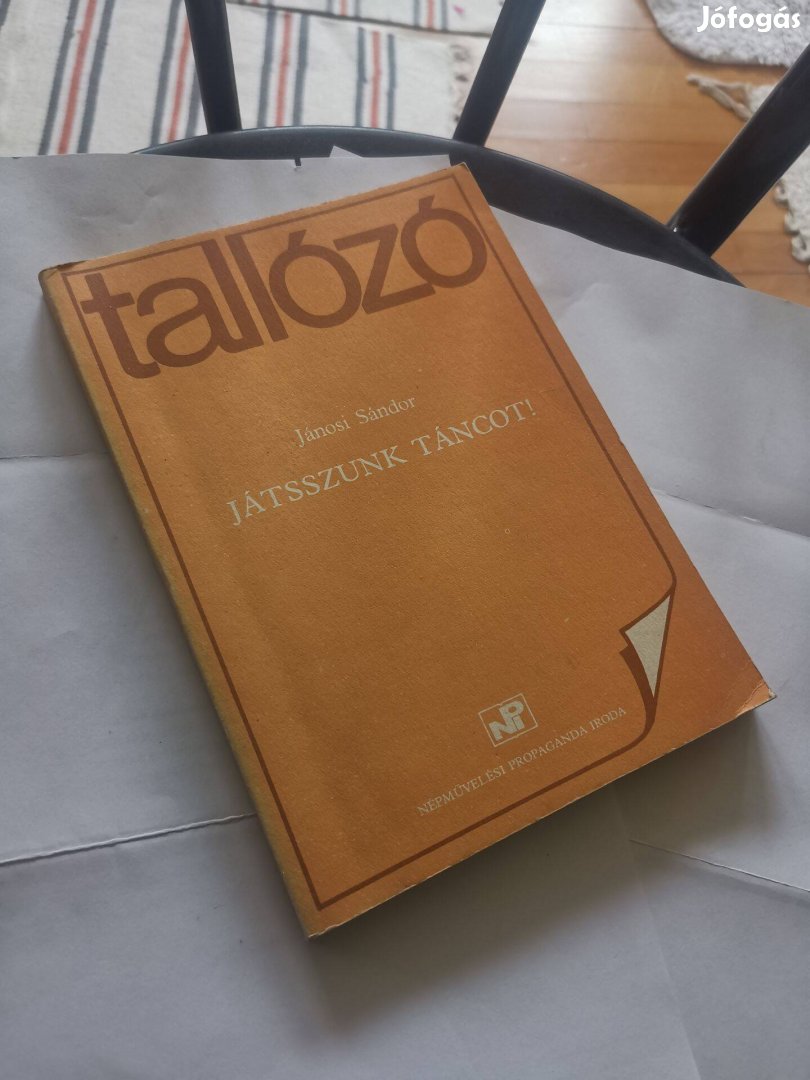 Jófogás
tallózó
Jánosi Sándor
JÁTSSZUNK TÁNCOT!
NPI
NÉPMŰVELÉSI PROPAGANDA IRODA